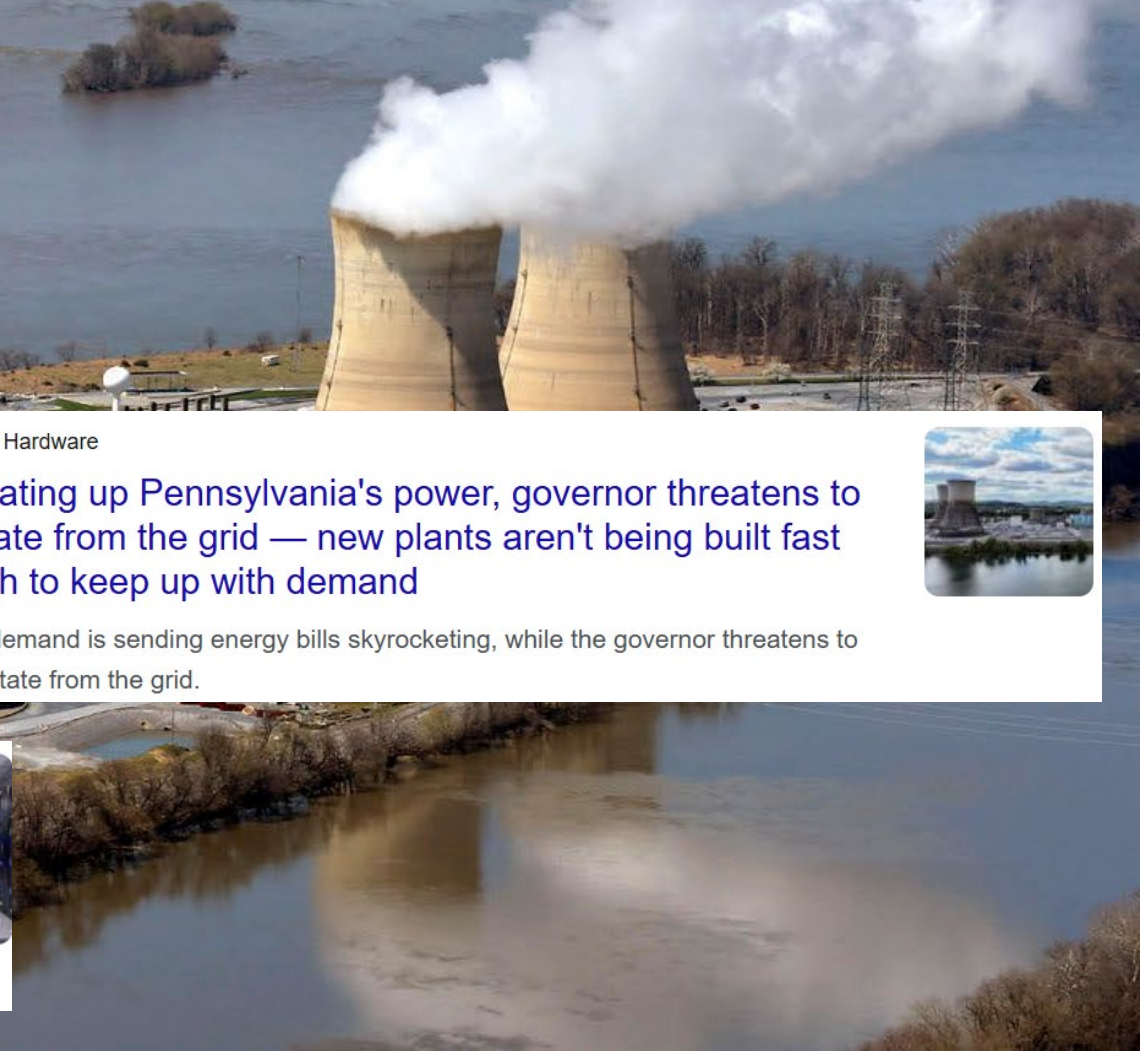 Hardware
ating up Pennsylvania's power, governor threatens to
ate from the grid — new plants aren't being built fast
h to keep up with demand
demand is sending energy bills skyrocketing, while the governor threatens to
tate from the grid.